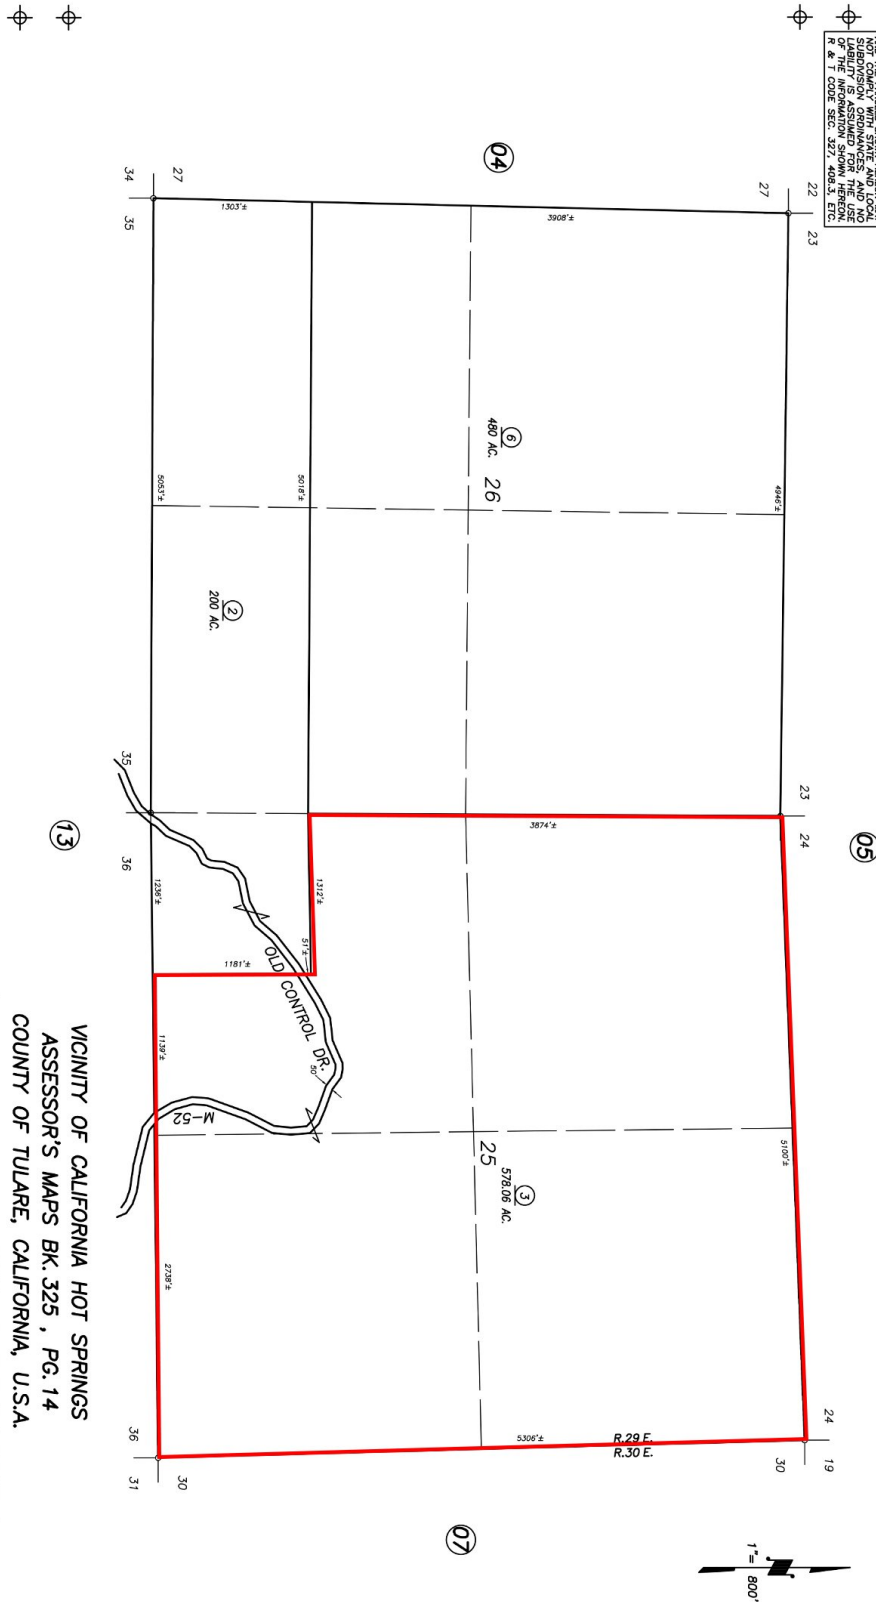 NOT COMPLY WITH STATE AND LOCAL
SUBDIVISION ORDINANCES, AND NO
LIABILITY IS ASSUMED FOR THE USE
OF THE INFORMATION SHOWN HEREON.
R & T CODE SEC. 327, 408.3, ETC.
05
22
23
23
24
24
19
27
30
4946'±
5100'±
3908'±
3874'±
R.29 E.
R.30 E.
5306'±
04
07
6
480 AC.
26
3
578.06 AC.
25
5018'±
1312'±
51'±
OLD CONTROL DR.
50'
1303'±
2
200 AC.
1181'±
M-52
27
5053'±
1236'±
1139'±
2738'±
30
34
35
35
36
36
31
13
1"= 800'
VICINITY OF CALIFORNIA HOT SPRINGS
ASSESSOR'S MAPS BK. 325 , PG. 14
COUNTY OF TULARE, CALIFORNIA, U.S.A.